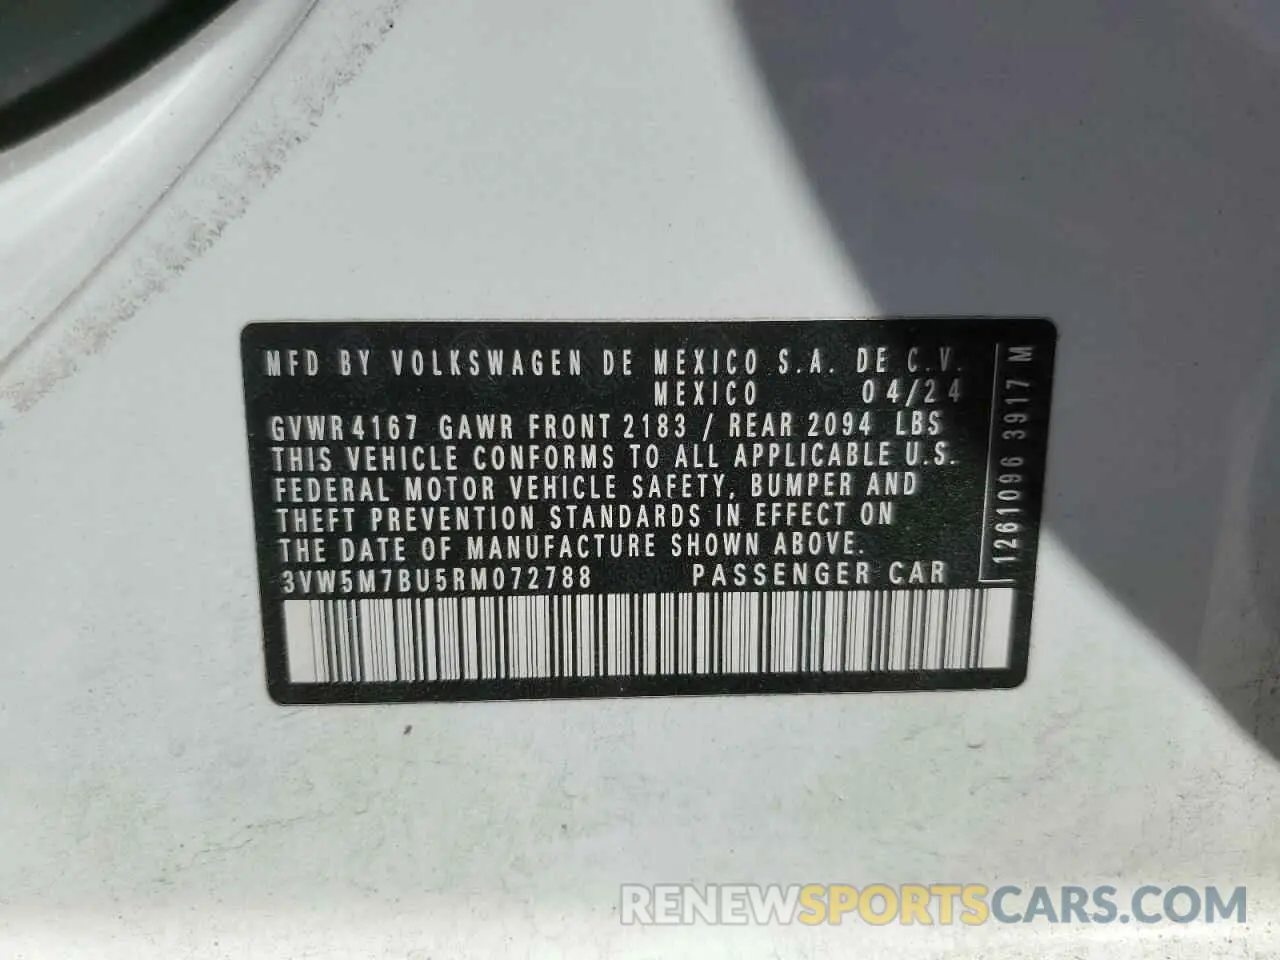 MFD BY VOLKSWAGEN DE MEXICO S.A. DE C.V.
MEXICO 04/24
GVWR 4167 GAWR FRONT 2183 / REAR 2094 LBS
THIS VEHICLE CONFORMS TO ALL APPLICABLE U.S.
FEDERAL MOTOR VEHICLE SAFETY, BUMPER AND
THEFT PREVENTION STANDARDS IN EFFECT ON
THE DATE OF MANUFACTURE SHOWN ABOVE.
3VW5M7BU5RM072788 PASSENGER CAR
1261096 3917 M
RENEWSPORTSCARS.COM